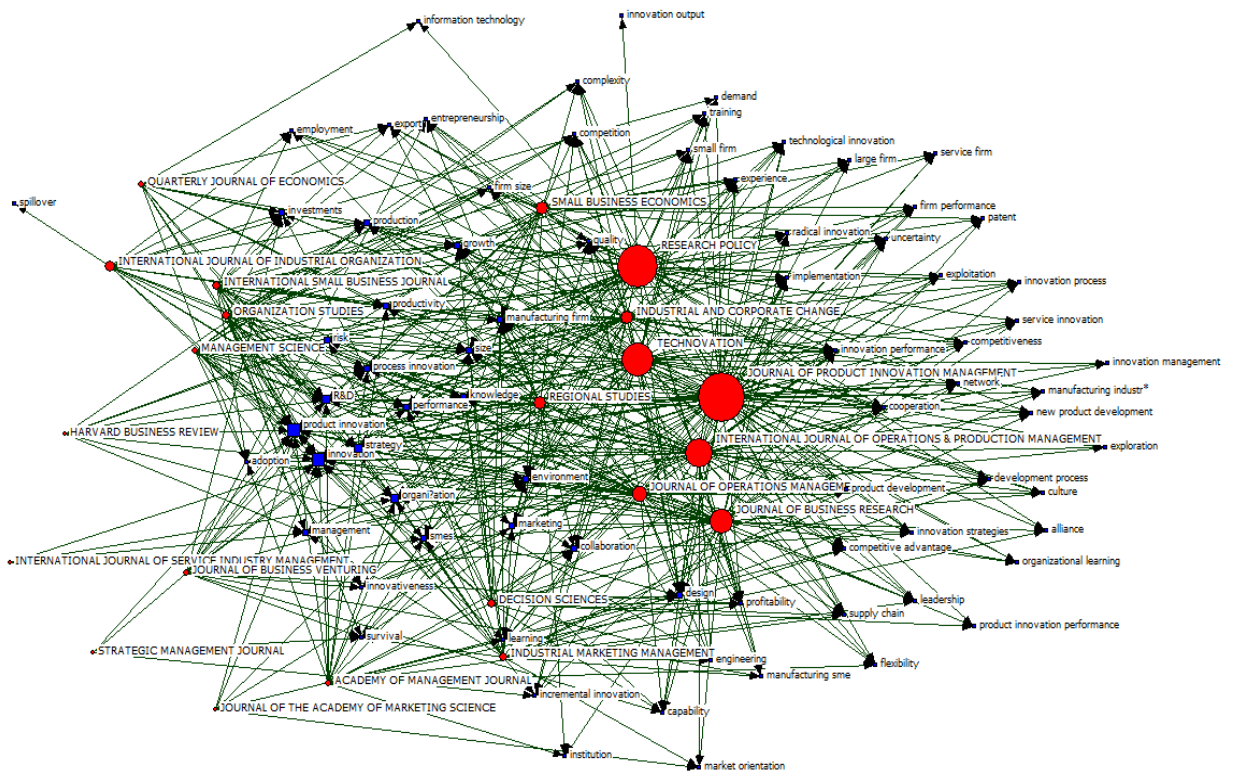 information technology
innovation output
complexity
demand
training
entrepreneurship
export
employment
competition
technological innovation
small firm
service firm
large firm
experience
QUARTERLY JOURNAL OF ECONOMICS
firm size
spillover
SMALL BUSINESS ECONOMICS
firm performance
investments
patent
production
radical innovation
uncertainty
quality
growth
RESEARCH POLICY
INTERNATIONAL JOURNAL OF INDUSTRIAL ORGANIZATION
implementation
exploitation
innovation process
INTERNATIONAL SMALL BUSINESS JOURNAL
productivity
ORGANIZATION STUDIES
manufacturing firm
INDUSTRIAL AND CORPORATE CHANGE
service innovation
risk
TECHNOVATION
competitiveness
MANAGEMENT SCIENCE
size
innovation performance
innovation management
process innovation
JOURNAL OF PRODUCT INNOVATION MANAGEMENT
network
manufacturing industr*
R&D
knowledge
REGIONAL STUDIES
performance
cooperation
new product development
product innovation
HARVARD BUSINESS REVIEW
INTERNATIONAL JOURNAL OF OPERATIONS & PRODUCTION MANAGEMENT
strategy
exploration
innovation
adoption
environment
development process
JOURNAL OF OPERATIONS MANAGEME
product development
culture
organi?ation
JOURNAL OF BUSINESS RESEARCH
marketing
management
innovation strategies
alliance
smes
collaboration
competitive advantage
INTERNATIONAL JOURNAL OF SERVICE INDUSTRY MANAGEMENT
organizational learning
JOURNAL OF BUSINESS VENTURING
innovativeness
design
DECISION SCIENCES
profitability
leadership
supply chain
product innovation performance
survival
learning
STRATEGIC MANAGEMENT JOURNAL
INDUSTRIAL MARKETING MANAGEMENT
engineering
flexibility
manufacturing sme
ACADEMY OF MANAGEMENT JOURNAL
incremental innovation
JOURNAL OF THE ACADEMY OF MARKETING SCIENCE
capability
institution
market orientation